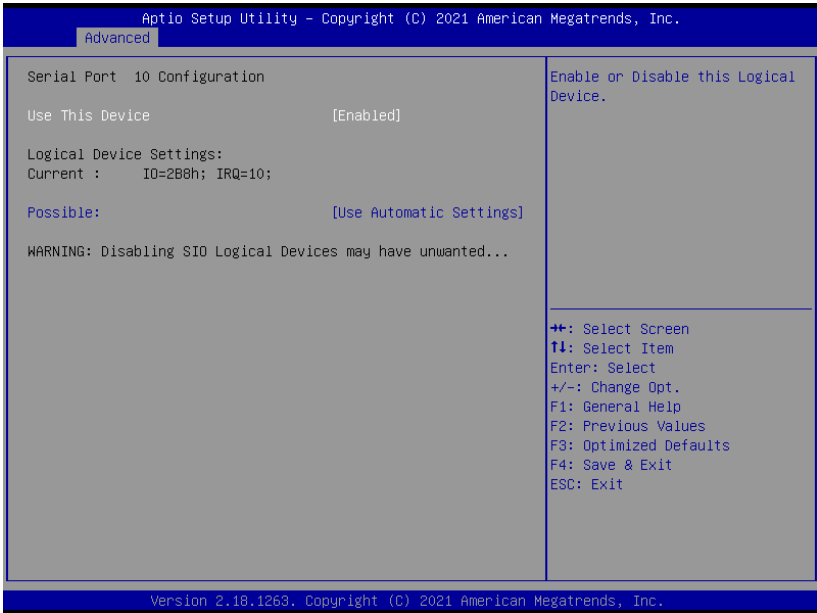 Aptio Setup Utility – Copyright (C) 2021 American Megatrends, Inc.
Advanced
Serial Port  10 Configuration
Use This Device [Enabled]
Logical Device Settings:
Current :     IO=2B8h; IRQ=10;
Possible: [Use Automatic Settings]
WARNING: Disabling SIO Logical Devices may have unwanted...
Enable or Disable this Logical
Device.
→←: Select Screen
↑↓: Select Item
Enter: Select
+/-: Change Opt.
F1: General Help
F2: Previous Values
F3: Optimized Defaults
F4: Save & Exit
ESC: Exit
Version 2.18.1263. Copyright (C) 2021 American Megatrends, Inc.